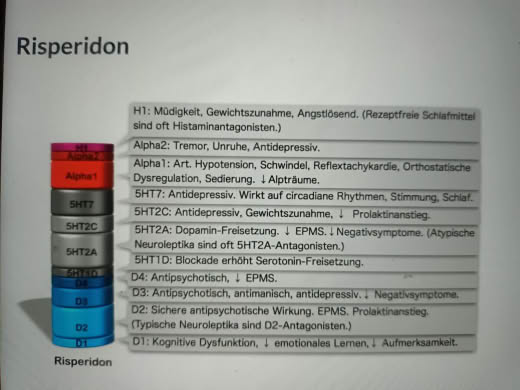 Risperidon
H1: Müdigkeit, Gewichtszunahme, Angstlösend. (Rezeptfreie Schlafmittel
sind oft Histaminantagonisten.)
Alpha2: Tremor, Unruhe, Antidepressiv.
Alpha1: Art. Hypotension, Schwindel, Reflextachykardie, Orthostatische
Dysregulation, Sedierung. ↓ Alpträume.
5HT7: Antidepressiv. Wirkt auf circadiane Rhythmen, Stimmung, Schlaf.
5HT2C: Antidepressiv, Gewichtszunahme, ↓ Prolaktinanstieg.
5HT2A: Dopamin-Freisetzung. ↓ EPMS. ↓Negativsymptome. (Atypische
Neuroleptika sind oft 5HT2A-Antagonisten.)
5HT1D: Blockade erhöht Serotonin-Freisetzung.
D4: Antipsychotisch, ↓ EPMS.
D3: Antipsychotisch, antimanisch, antidepressiv.↓ Negativsymptome.
D2: Sichere antipsychotische Wirkung. EPMS. Prolaktinanstieg.
(Typische Neuroleptika sind D2-Antagonisten.)
D1: Kognitive Dysfunktion, ↓ emotionales Lernen,↓ Aufmerksamkeit.
H1
Alpha2
Alpha1
5HT7
5HT2C
5HT2A
5HT1D
D4
D3
D2
D1
Risperidon